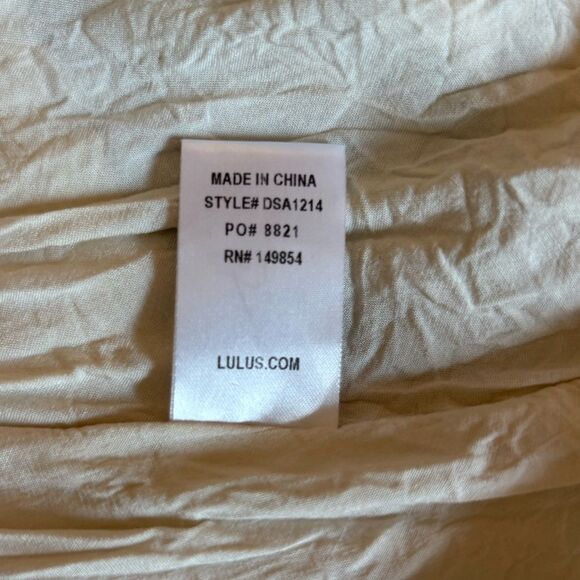 MADE IN CHINA
STYLE# DSA1214
PO# 8821
RN# 149854
LULUS.COM